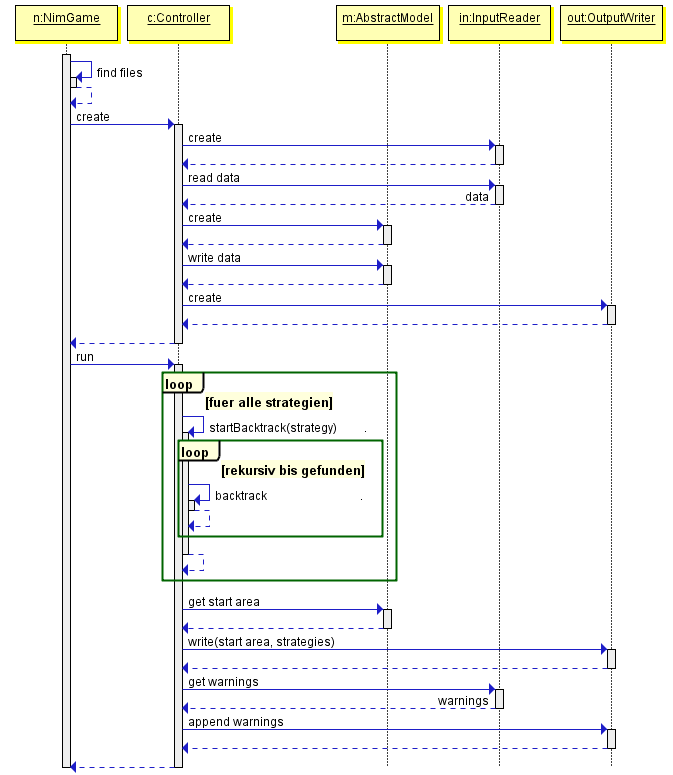 n:NimGame
c:Controller
m:AbstractModel
in:InputReader
out:OutputWriter
find files
create
create
read data
data
create
write data
create
run
loop
[fuer alle strategien]
startBacktrack(strategy) .
loop
[rekursiv bis gefunden]
backtrack .
get start area
write(start area, strategies)
get warnings
warnings
append warnings